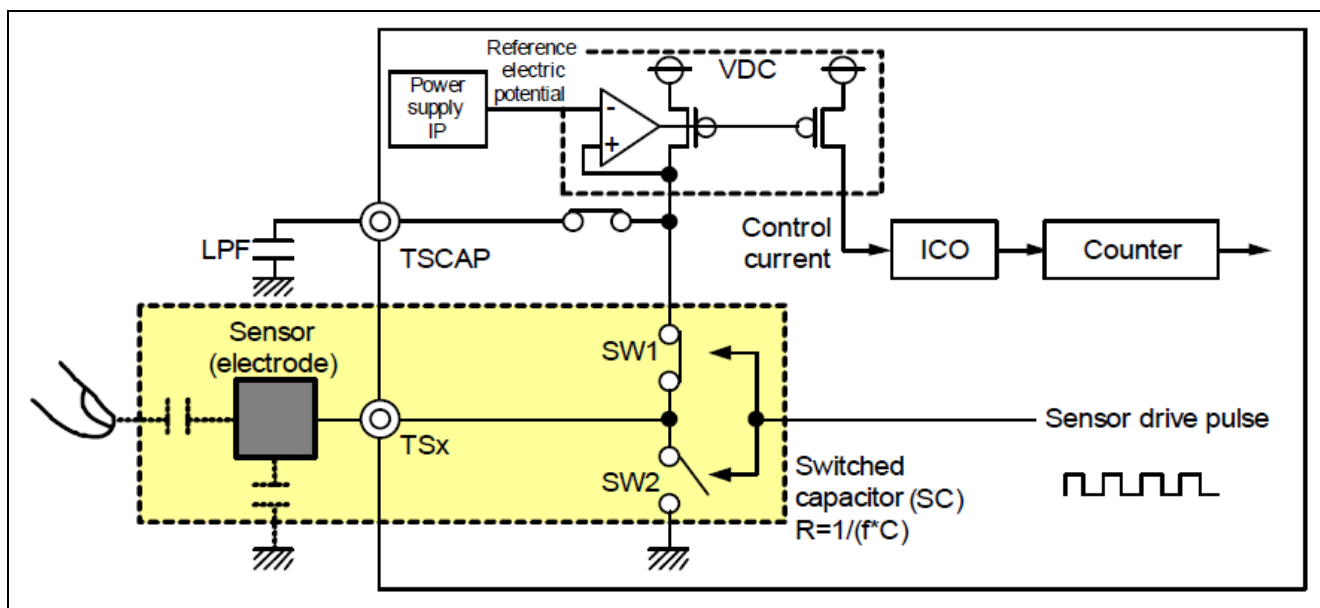 Reference
electric
potential
VDC
Power
supply
IP
-
+
LPF
TSCAP
Control
current
ICO
Counter
Sensor
(electrode)
SW1
TSx
Sensor drive pulse
SW2
Switched
capacitor (SC)
R=1/(f*C)